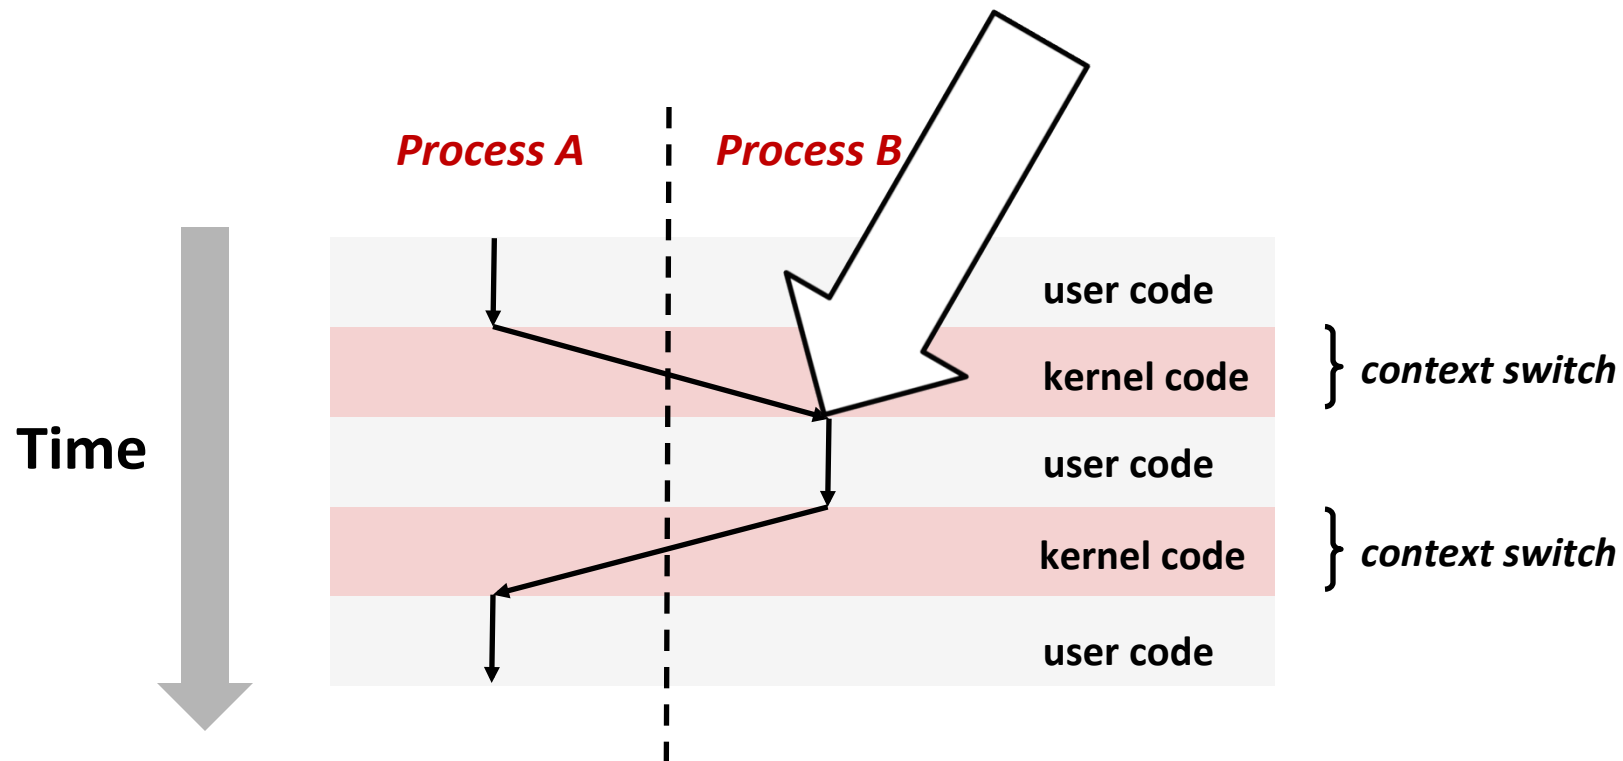 Process A
Process B
user code
kernel code
context switch
Time
user code
kernel code
context switch
user code